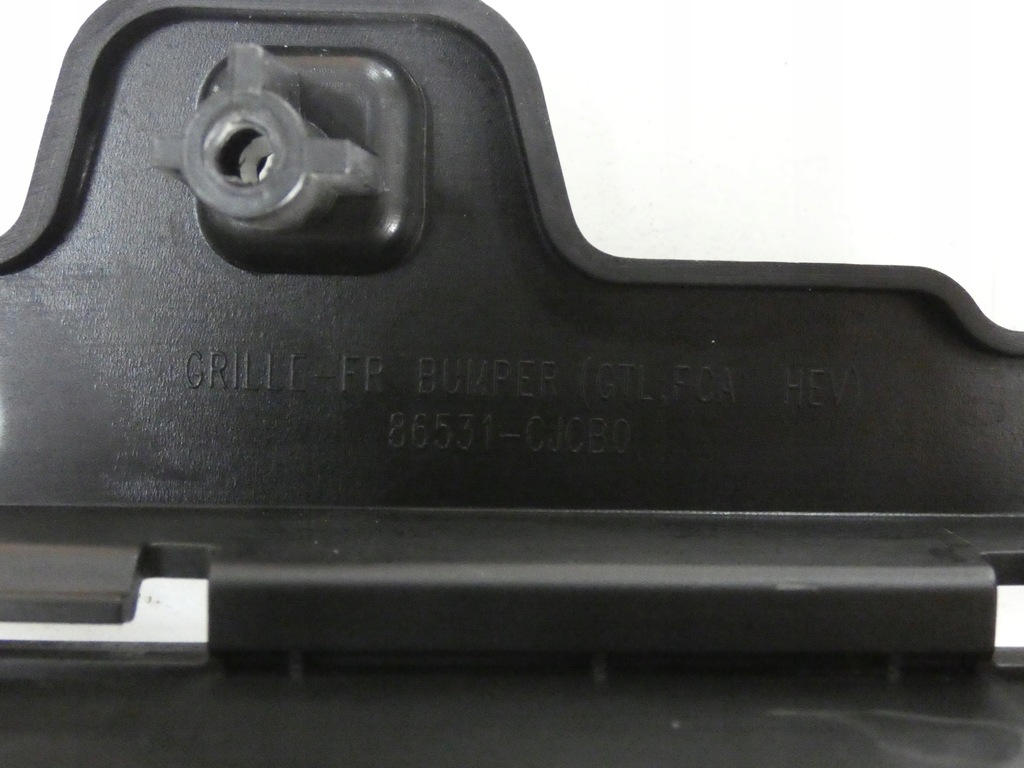 GRILLE-FR BUMPER (GTL,FCA HEV)
86531-CJCB0